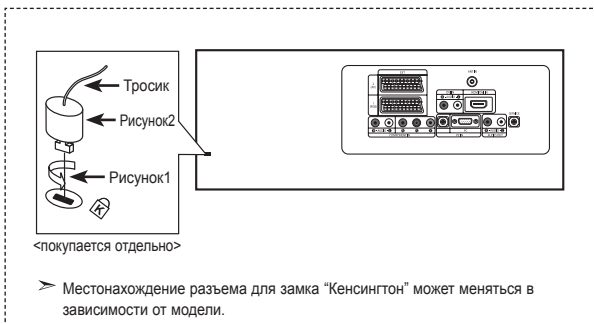 Тросик
Рисунок2
Рисунок1
<покупается отдельно>
➢ Местонахождение разъема для замка “Кенсингтон” может меняться в
зависимости от модели.